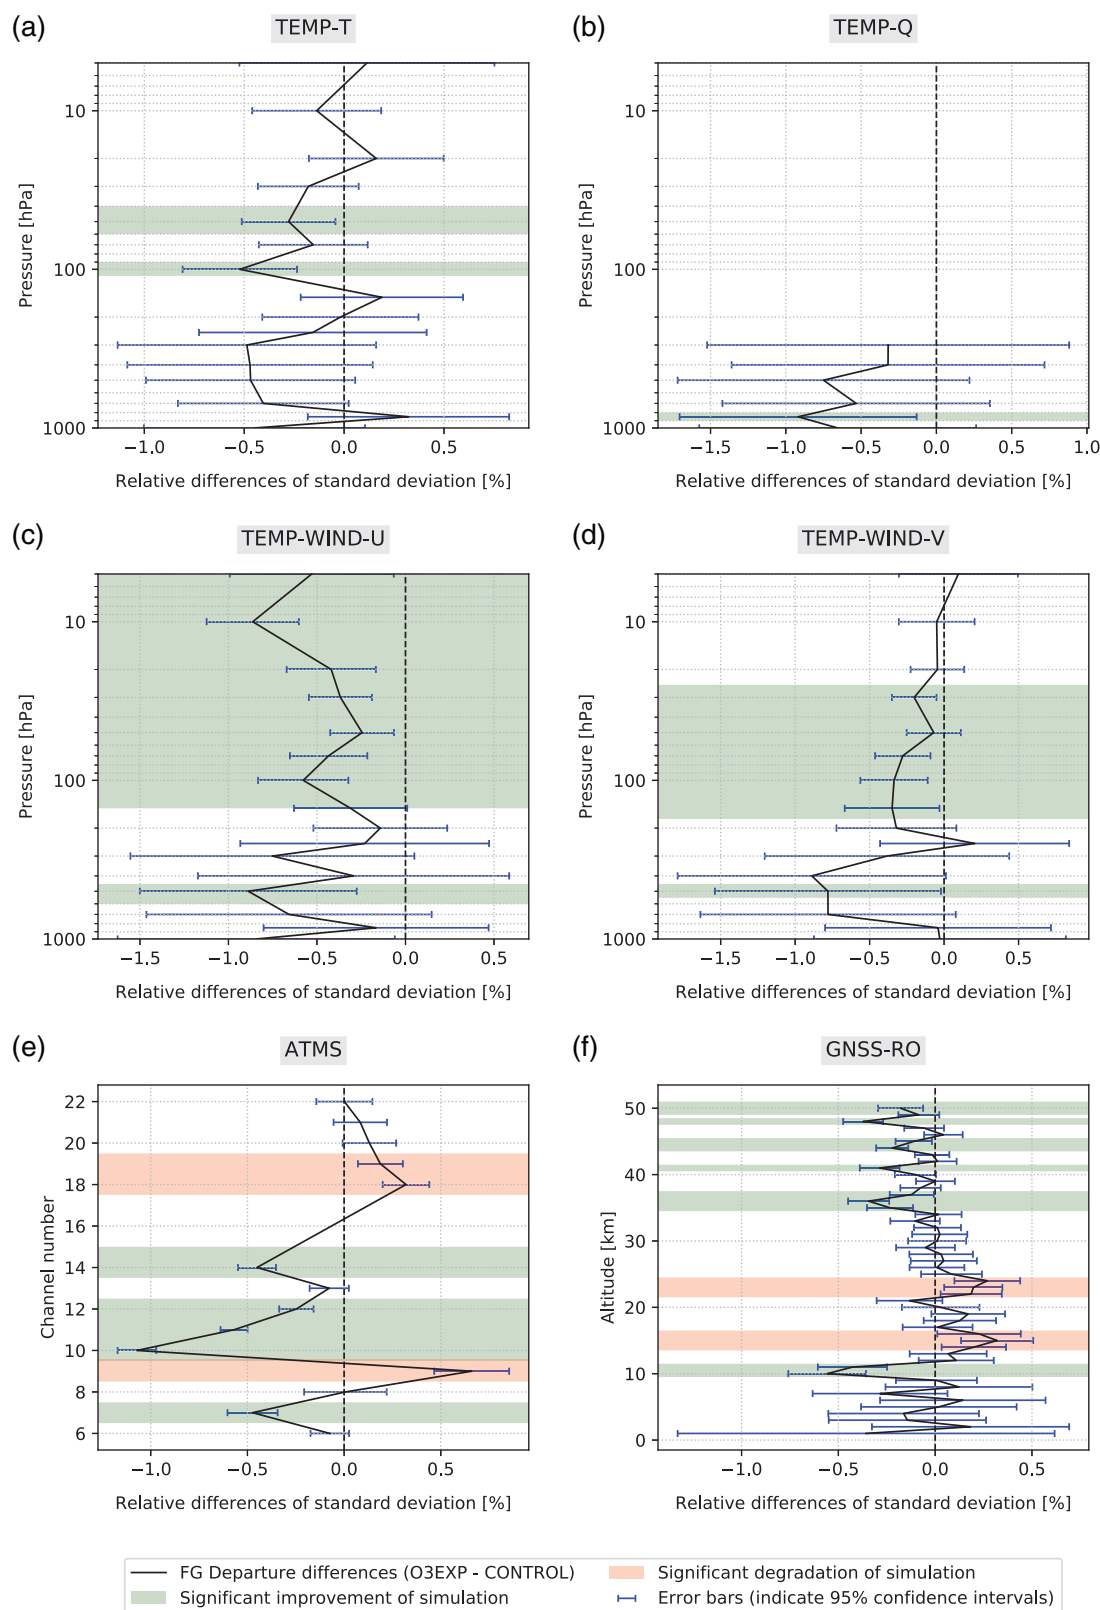 (a) TEMP-T
Pressure [hPa]
10
100
1000
−1.0 −0.5 0.0 0.5
Relative differences of standard deviation [%]
(b) TEMP-Q
Pressure [hPa]
10
100
1000
−1.5 −1.0 −0.5 0.0 0.5 1.0
Relative differences of standard deviation [%]
(c) TEMP-WIND-U
Pressure [hPa]
10
100
1000
−1.5 −1.0 −0.5 0.0 0.5
Relative differences of standard deviation [%]
(d) TEMP-WIND-V
Pressure [hPa]
10
100
1000
−1.5 −1.0 −0.5 0.0 0.5
Relative differences of standard deviation [%]
(e) ATMS
Channel number
22
20
18
16
14
12
10
8
6
−1.0 −0.5 0.0 0.5
Relative differences of standard deviation [%]
(f) GNSS-RO
Altitude [km]
50
40
30
20
10
0
−1.0 −0.5 0.0 0.5
Relative differences of standard deviation [%]
FG Departure differences (O3EXP - CONTROL)
Significant improvement of simulation
Significant degradation of simulation
Error bars (indicate 95% confidence intervals)